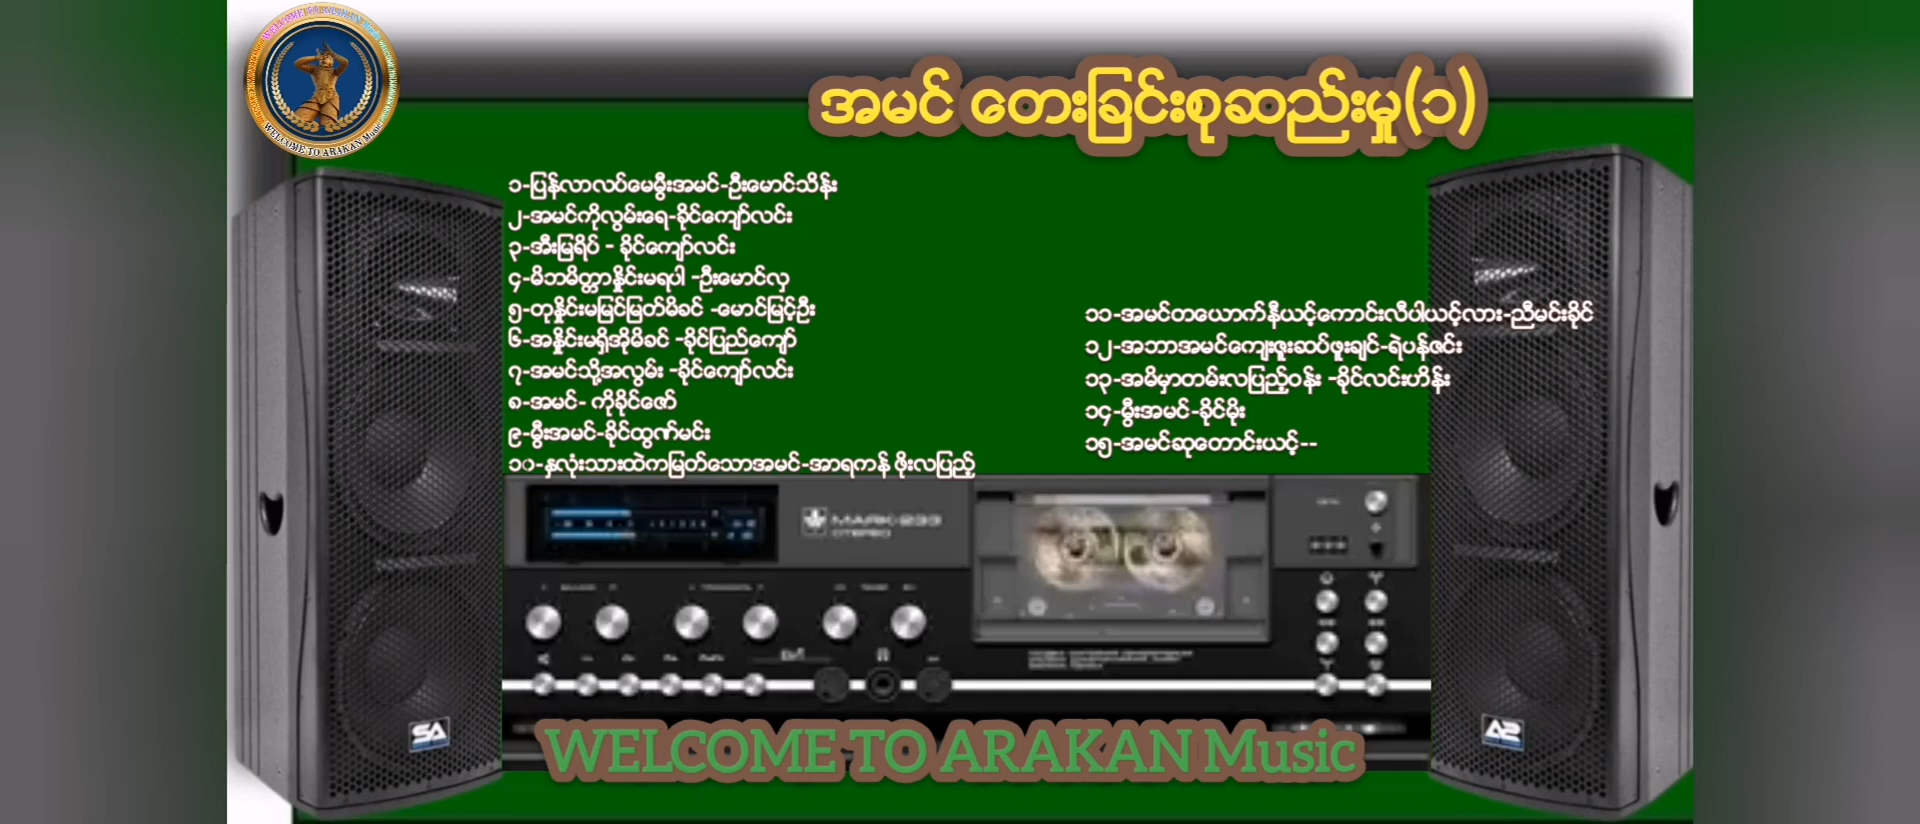 WELCOME TO ARAKAN Music
အမင် တေးခြင်းစုဆည်းမှု(၁)
၁-ပြန်လာလပ်မေမွီးအမင်-ဦးမောင်သိန်း
၂-အမင်ကိုလွမ်းရေ-ခိုင်ကျော်လင်း
၃-အီးမြရိပ် - ခိုင်ကျော်လင်း
၄-မိဘမိတ္တာနှိုင်းမရပါ -ဦးမောင်လှ
၅-တုနှိုင်းမမြင်မြတ်မိခင် -မောင်မြင့်ဦး
၆-အနှိုင်းမရှိအိုမိခင် -ခိုင်ပြည်ကျော်
၇-အမင်သို့အလွမ်း -ခိုင်ကျော်လင်း
၈-အမင်- ကိုခိုင်ဇော်
၉-မွီးအမင်-ခိုင်ထွဏ်မင်း
၁၀-နှလုံးသားထဲကမြတ်သောအမင်-အာရကန် ဖိုးလပြည့်
၁၁-အမင်တယောက်နီယင့်ကောင်းလီပါယင့်လား-ညီမင်းခိုင်
၁၂-အဘာအမင်ကျေးဇူးဆပ်ဖူးချင်-ရဲပန်ဇင်း
၁၃-အမိမှာတမ်းလပြည့်ဝန်း -ခိုင်လင်းဟိန်း
၁၄-မွီးအမင်-ခိုင်မိုး
၁၅-အမင်ဆုတောင်းယင့်--
MARK-233
STEREO
SA
WELCOME TO ARAKAN Music